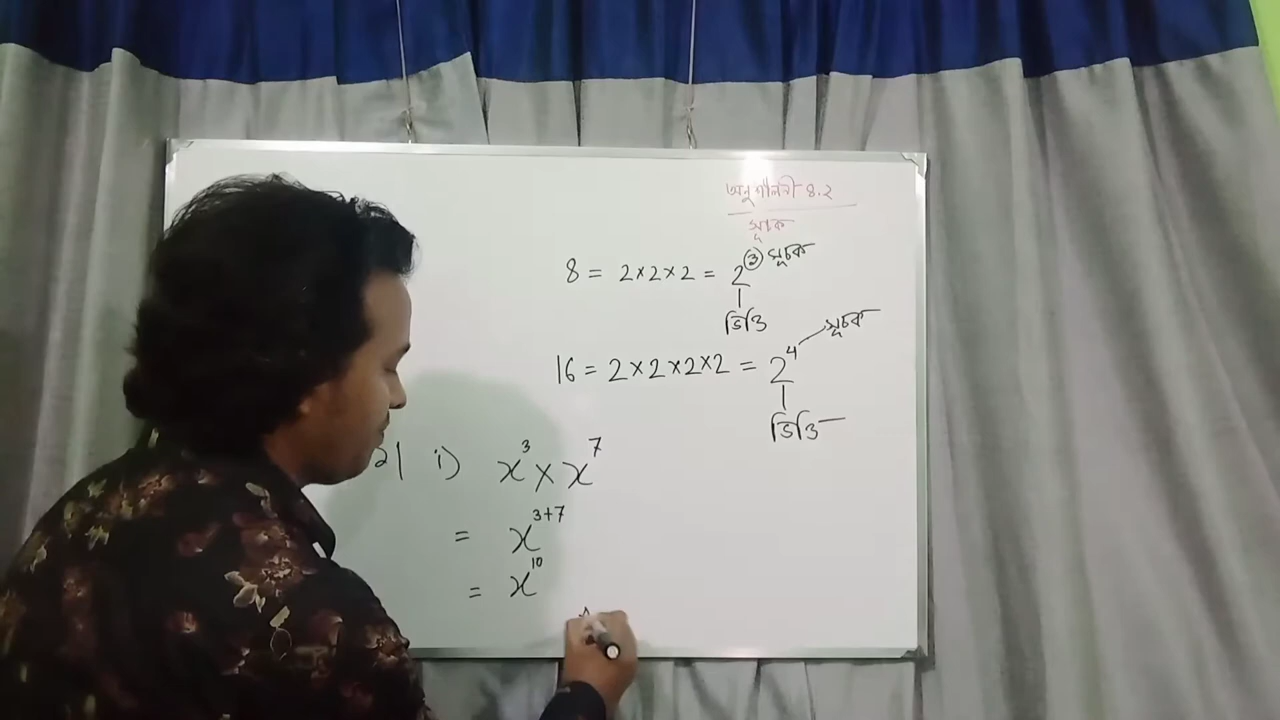 অনুশীলনী ৪.২
সূচক
8 = 2×2×2 = 2³ সূচক
ভিত্তি
16 = 2×2×2×2 = 2⁴ সূচক
ভিত্তি
i) x³ × x⁷
= x³⁺⁷
= x¹⁰